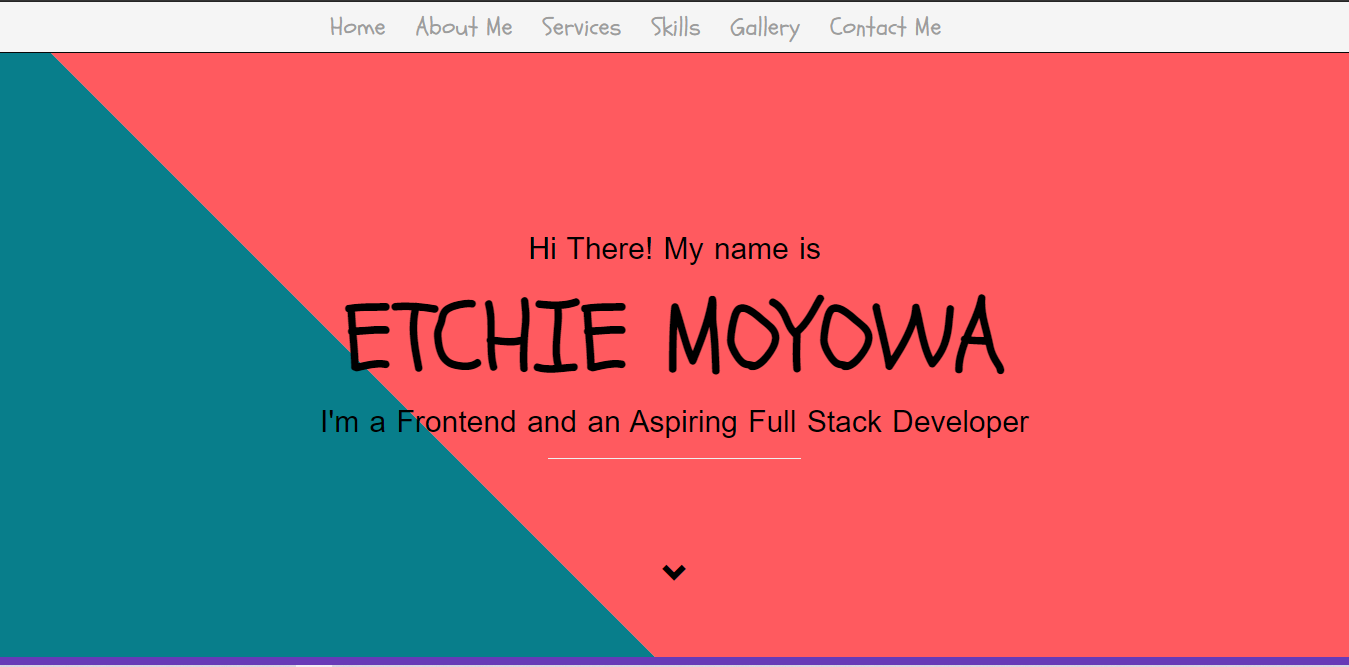 Home About Me Services Skills Gallery Contact Me
Hi There! My name is
ETCHIE MOYOWA
I'm a Frontend and an Aspiring Full Stack Developer